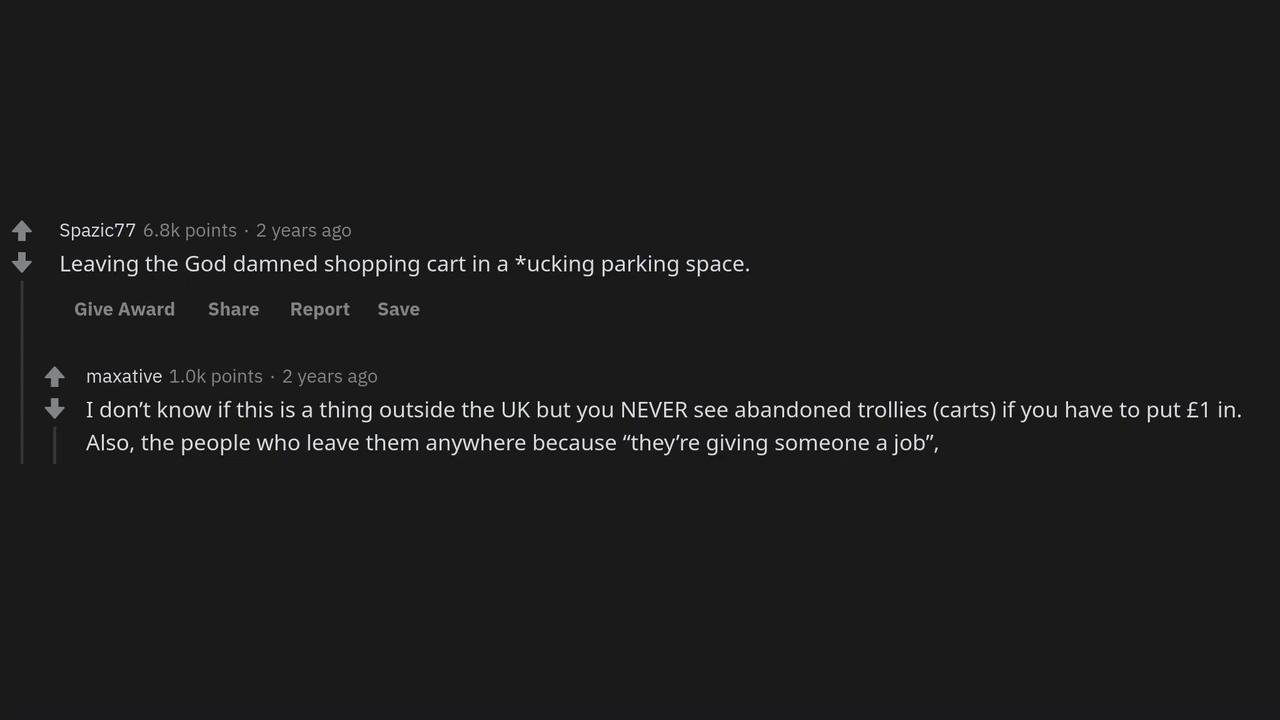 Spazic77 6.8k points · 2 years ago
Leaving the God damned shopping cart in a *ucking parking space.
Give Award Share Report Save
maxative 1.0k points · 2 years ago
I don’t know if this is a thing outside the UK but you NEVER see abandoned trollies (carts) if you have to put £1 in.
Also, the people who leave them anywhere because “they’re giving someone a job”,